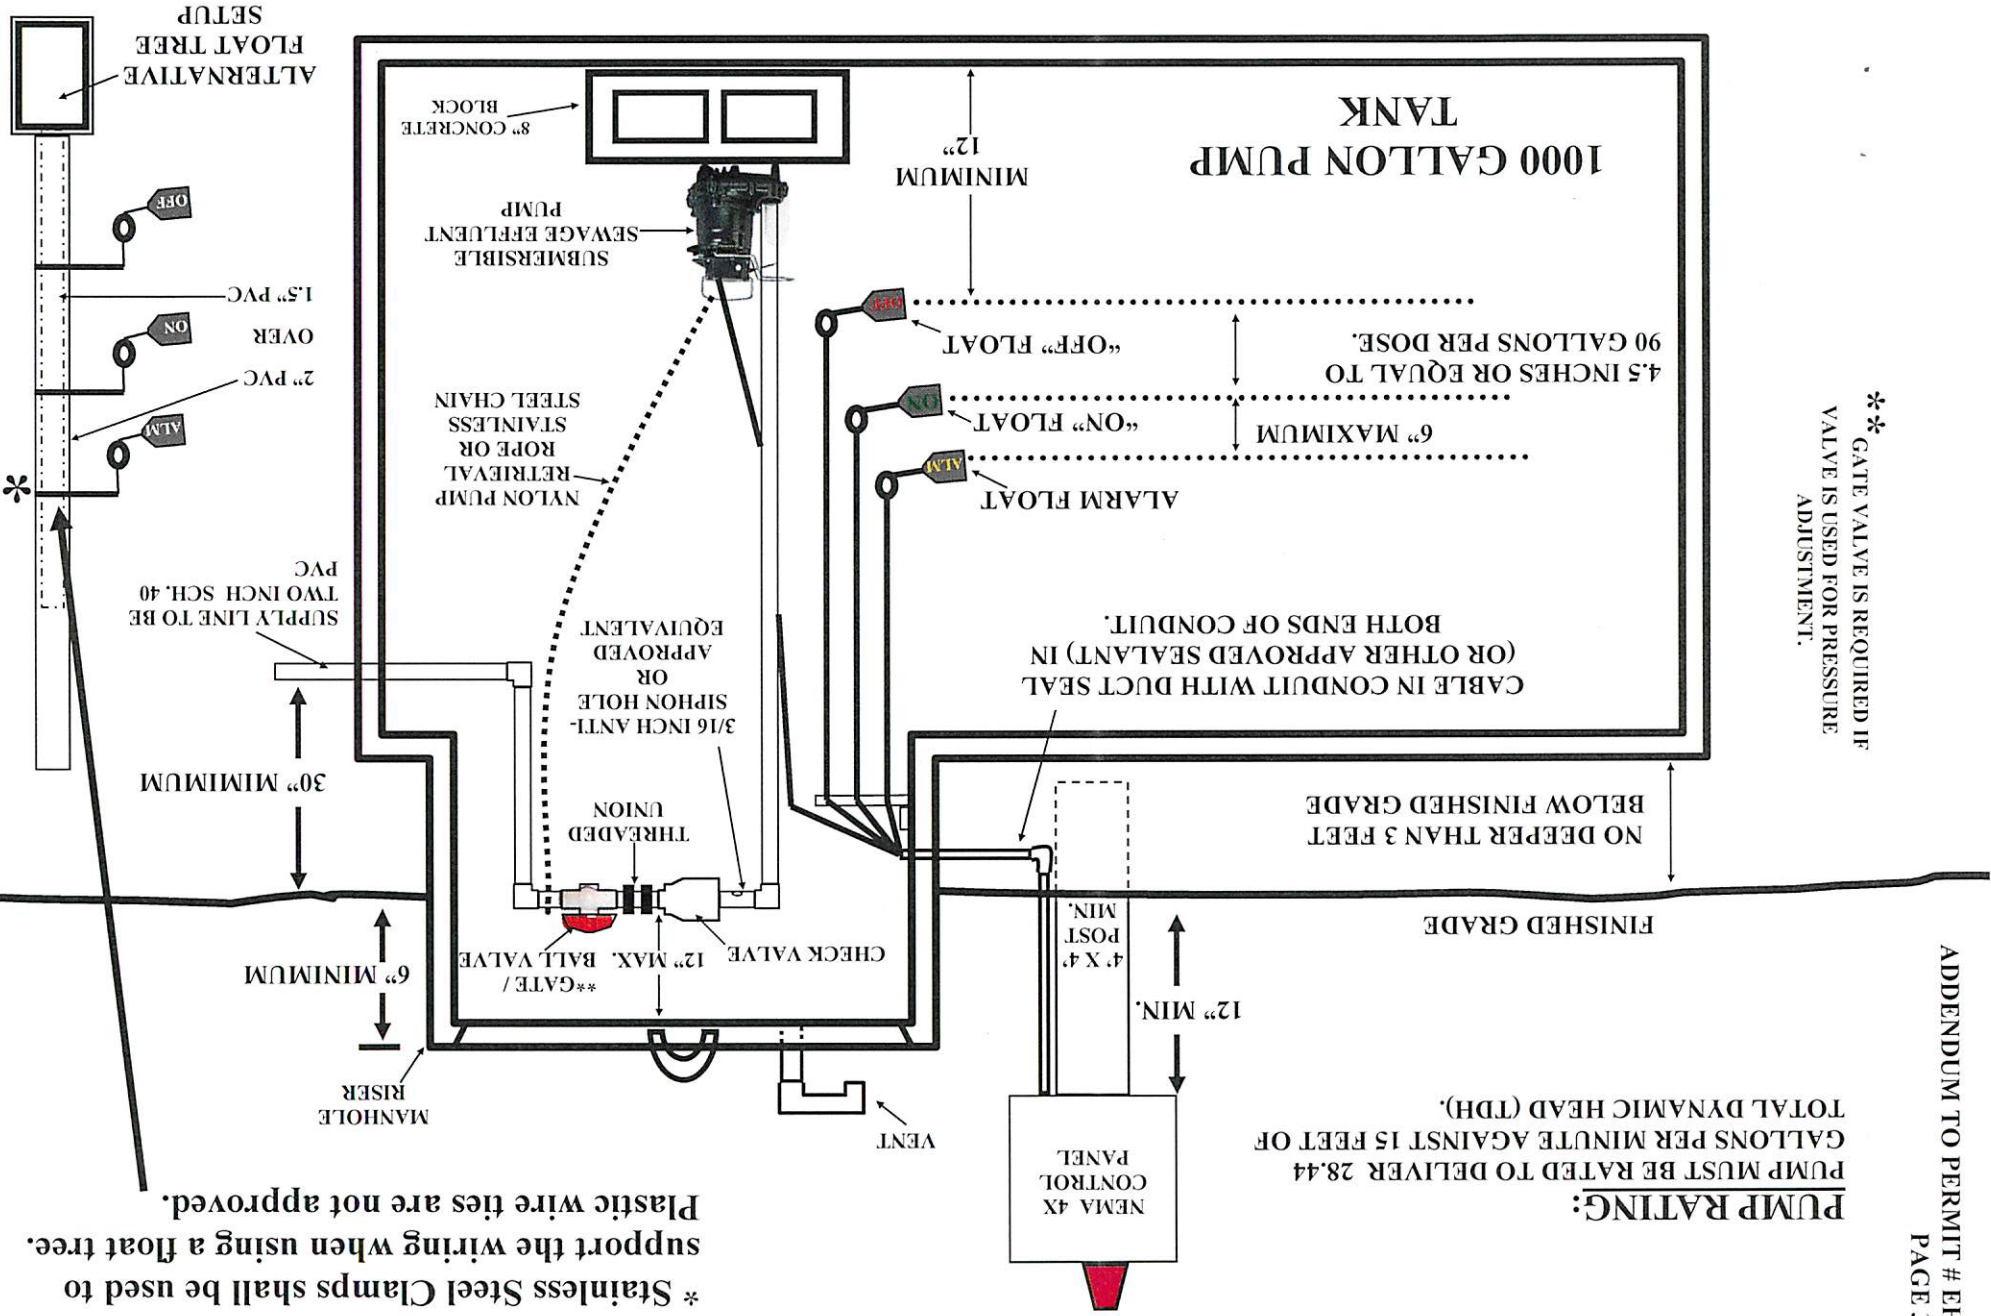 ADDENDUM TO PERMIT # EH
PAGE
* Stainless Steel Clamps shall be used to
support the wiring when using a float tree.
Plastic wire ties are not approved.
PUMP RATING:
PUMP MUST BE RATED TO DELIVER 28.44
GALLONS PER MINUTE AGAINST 15 FEET OF
TOTAL DYNAMIC HEAD (TDH).
NEMA 4X
CONTROL
PANEL
VENT
MANHOLE
RISER
12” MIN.
4’ X 4’
POST
MIN.
FINISHED GRADE
6” MINIMUM
**GATE /
BALL VALVE
12” MAX.
CHECK VALVE
THREADED
UNION
NO DEEPER THAN 3 FEET
BELOW FINISHED GRADE
30” MIMIMUM
3/16 INCH ANTI-
SIPHON HOLE
OR
APPROVED
EQUIVALENT
CABLE IN CONDUIT WITH DUCT SEAL
(OR OTHER APPROVED SEALANT) IN
BOTH ENDS OF CONDUIT.
SUPPLY LINE TO BE
TWO INCH SCH. 40
PVC
** GATE VALVE IS REQUIRED IF
VALVE IS USED FOR PRESSURE
ADJUSTMENT.
ALARM FLOAT
ALM
6” MAXIMUM
“ON” FLOAT
ON
4.5 INCHES OR EQUAL TO
90 GALLONS PER DOSE.
“OFF” FLOAT
OFF
NYLON PUMP
RETRIEVAL
ROPE OR
STAINLESS
STEEL CHAIN
*
ALM
2” PVC
OVER
1.5” PVC
ON
OFF
SUBMERSIBLE
SEWAGE EFFLUENT
PUMP
MINIMUM
12”
1000 GALLON PUMP
TANK
8” CONCRETE
BLOCK
ALTERNATIVE
FLOAT TREE
SETUP